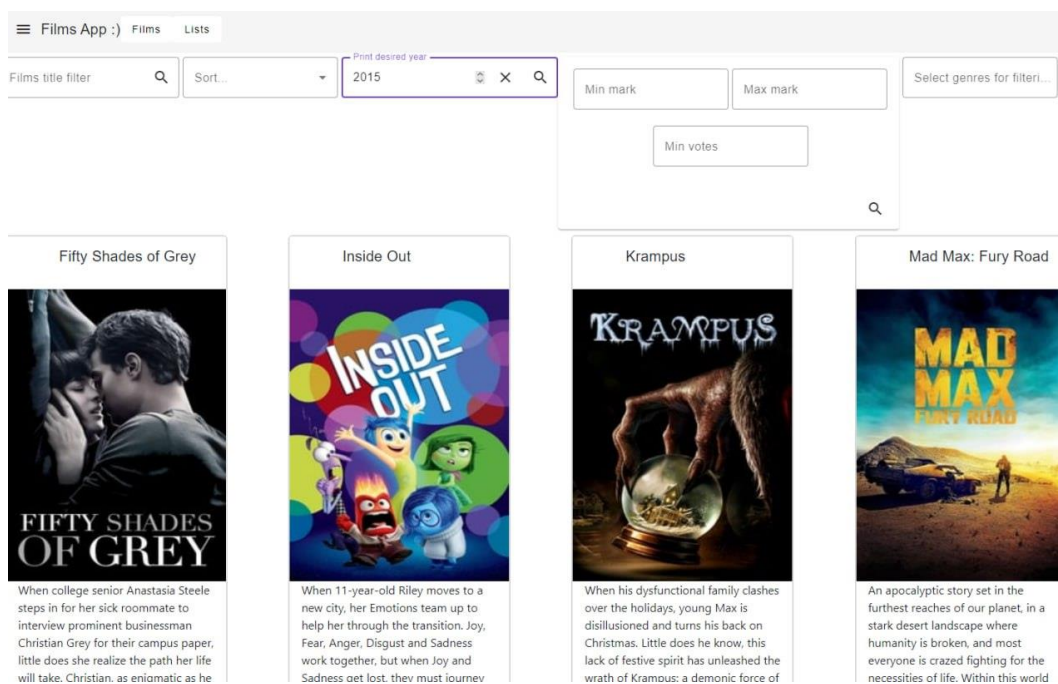 Films App :) Films Lists
Print desired year
Films title filter Sort... 2015 Select genres for filteri...
Min mark Max mark
Min votes
Fifty Shades of Grey
FIFTY SHADES
OF GREY
When college senior Anastasia Steele
steps in for her sick roommate to
interview prominent businessman
Christian Grey for their campus paper,
little does she realize the path her life
will take. Christian, as enigmatic as he
Inside Out
INSIDE
OUT
When 11-year-old Riley moves to a
new city, her Emotions team up to
help her through the transition. Joy,
Fear, Anger, Disgust and Sadness
work together, but when Joy and
Sadness get lost, they must journey
Krampus
KRAMPUS
When his dysfunctional family clashes
over the holidays, young Max is
disillusioned and turns his back on
Christmas. Little does he know, this
lack of festive spirit has unleashed the
wrath of Krampus: a demonic force of
Mad Max: Fury Road
MAD
MAX
FURY ROAD
An apocalyptic story set in the
furthest reaches of our planet, in a
stark desert landscape where
humanity is broken, and most
everyone is crazed fighting for the
necessities of life. Within this world